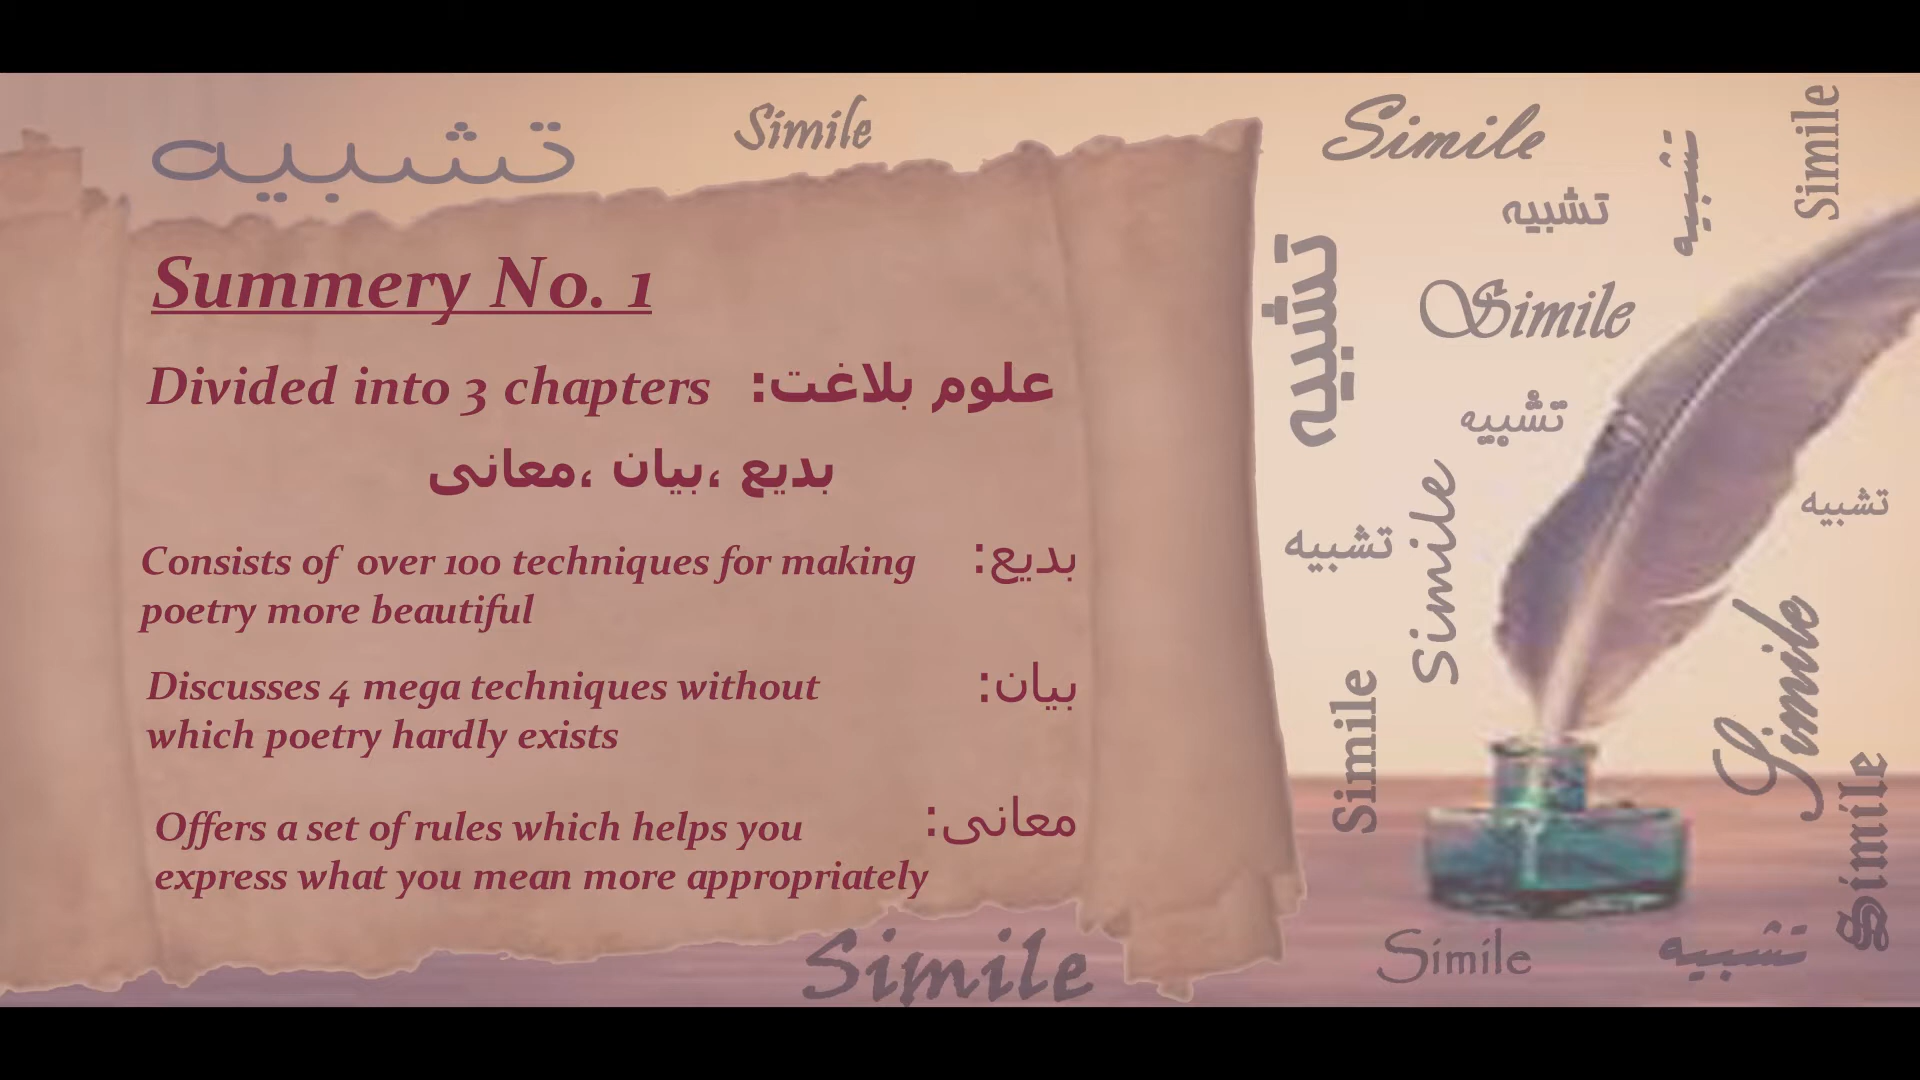 تشبیه
Simile
Simile
Simile
تشبیه
تشبیه
تشبیه
Simile
تشبیه
تشبیه
تشبیه
Simile
Simile
Simile
Simile
Simile
تشبیه
Simile
Summery No. 1
Divided into 3 chapters علوم بلاغت:
بدیع ،بیان ،معانی
Consists of over 100 techniques for making بدیع:
poetry more beautiful
Discusses 4 mega techniques without بیان:
which poetry hardly exists
Offers a set of rules which helps you معانی:
express what you mean more appropriately
Simile